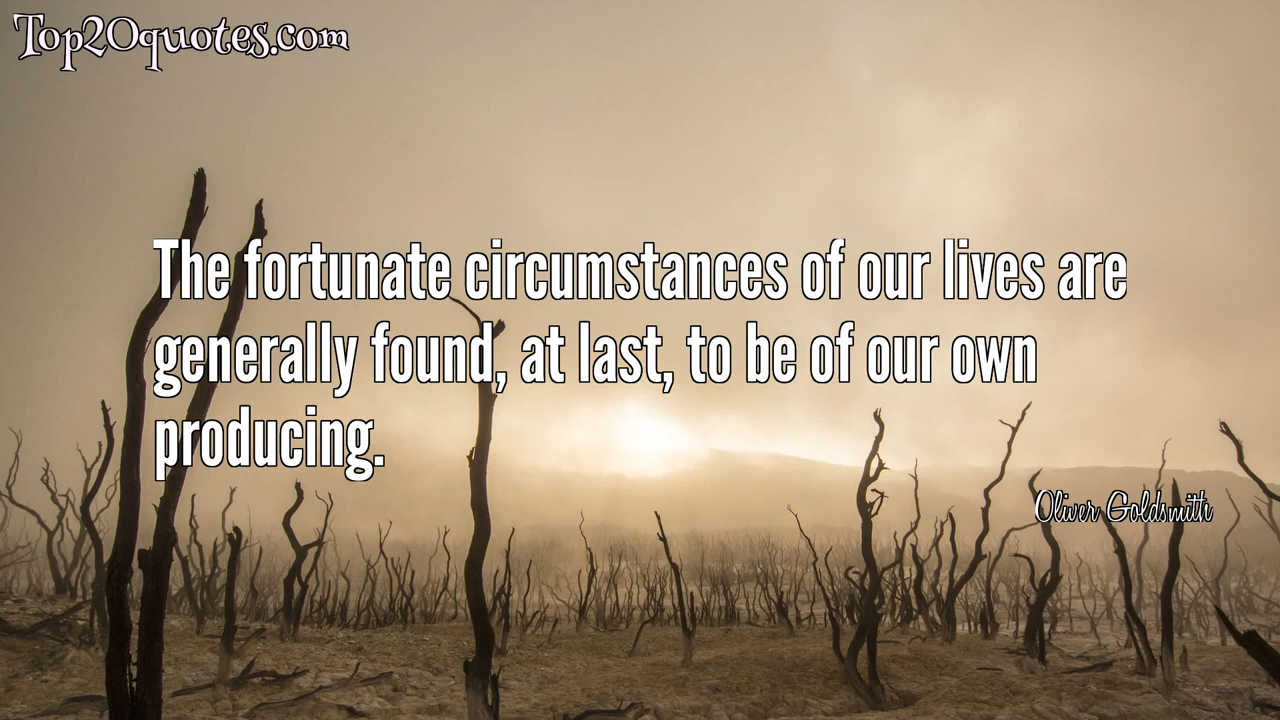 Top20quotes.com
The fortunate circumstances of our lives are
generally found, at last, to be of our own
producing.
Oliver Goldsmith